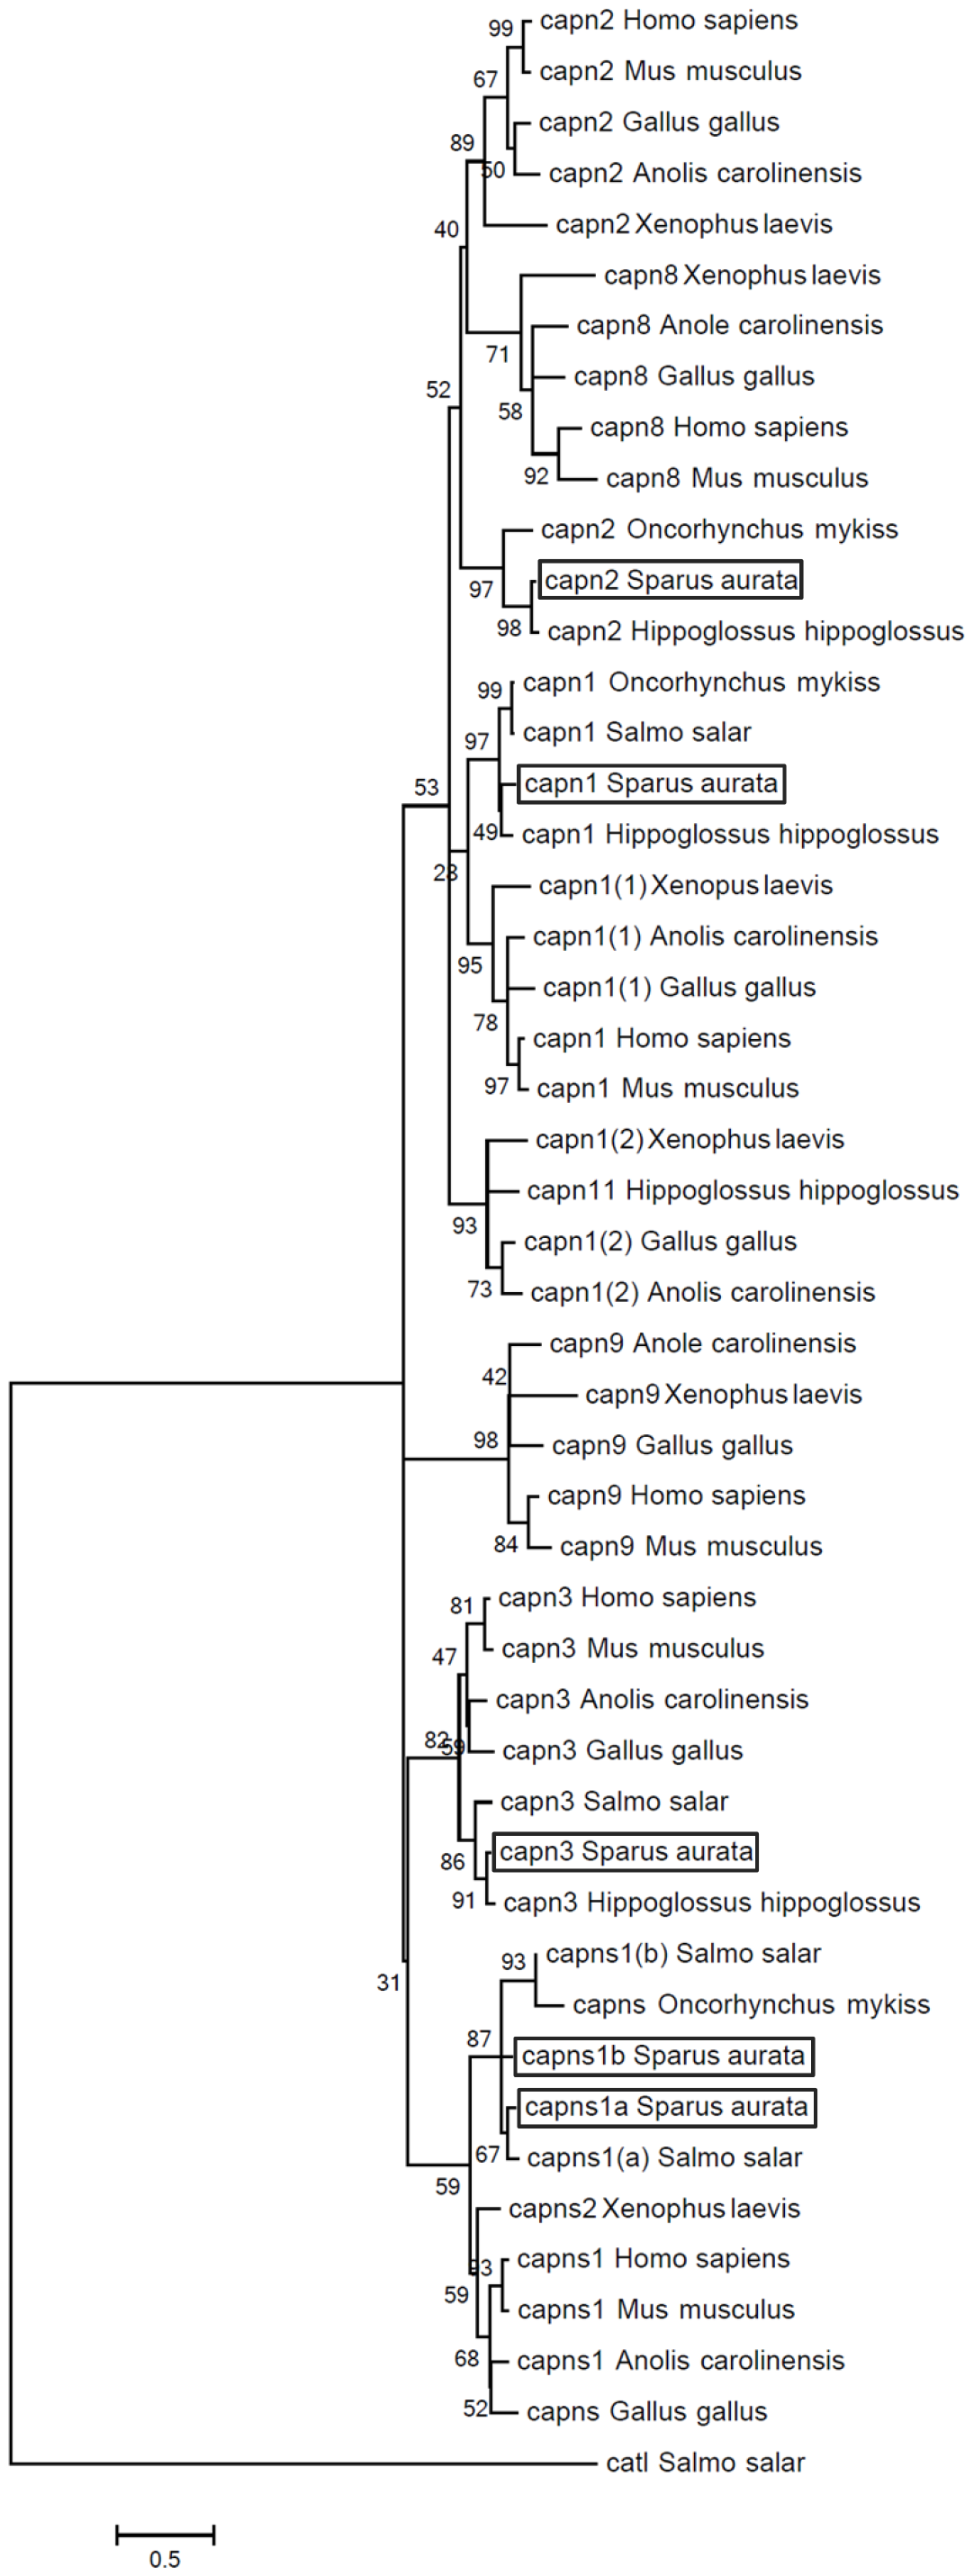 99
capn2 Homo sapiens
capn2 Mus musculus
67
capn2 Gallus gallus
89
50
capn2 Anolis carolinensis
40
capn2 Xenophus laevis
capn8 Xenophus laevis
capn8 Anole carolinensis
71
capn8 Gallus gallus
52
58
capn8 Homo sapiens
92
capn8 Mus musculus
capn2 Oncorhynchus mykiss
97
capn2 Sparus aurata
98
capn2 Hippoglossus hippoglossus
99
capn1 Oncorhynchus mykiss
97
capn1 Salmo salar
53
capn1 Sparus aurata
49
capn1 Hippoglossus hippoglossus
23
capn1(1) Xenopus laevis
capn1(1) Anolis carolinensis
95
capn1(1) Gallus gallus
78
capn1 Homo sapiens
97
capn1 Mus musculus
capn1(2) Xenophus laevis
capn11 Hippoglossus hippoglossus
93
capn1(2) Gallus gallus
73
capn1(2) Anolis carolinensis
capn9 Anole carolinensis
42
capn9 Xenophus laevis
98
capn9 Gallus gallus
capn9 Homo sapiens
84
capn9 Mus musculus
81
capn3 Homo sapiens
47
capn3 Mus musculus
capn3 Anolis carolinensis
82
59
capn3 Gallus gallus
capn3 Salmo salar
86
capn3 Sparus aurata
91
capn3 Hippoglossus hippoglossus
93
capns1(b) Salmo salar
31
capns Oncorhynchus mykiss
87
capns1b Sparus aurata
capns1a Sparus aurata
67
capns1(a) Salmo salar
59
capns2 Xenophus laevis
93
capns1 Homo sapiens
59
capns1 Mus musculus
68
capns1 Anolis carolinensis
52
capns Gallus gallus
catl Salmo salar
0.5